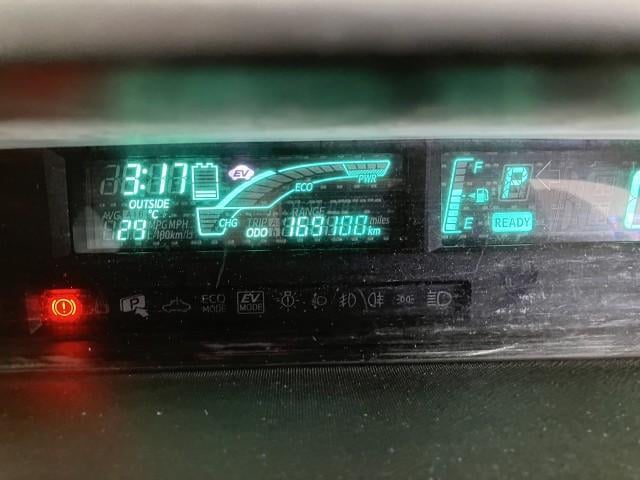 3:17 EV ECO PWR
OUTSIDE
°C
29
CHG
ODO km
RANGE
TRIP
miles
AVG
MPG MPH
L/100km/h
F
E
P
READY
P
ECO MODE
EV MODE